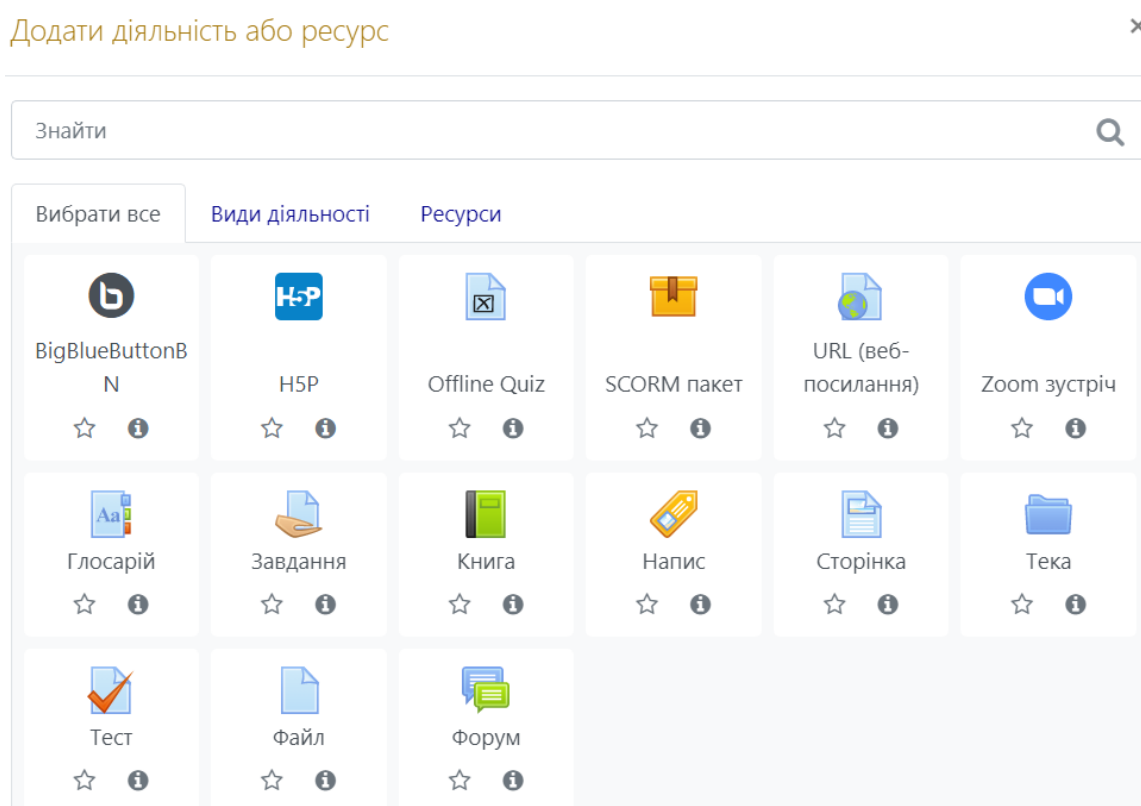 Додати діяльність або ресурс
Знайти
Вибрати все Види діяльності Ресурси
BigBlueButtonB
N
H5P
Offline Quiz
SCORM пакет
URL (веб-
посилання)
Zoom зустріч
Глосарій
Завдання
Книга
Напис
Сторінка
Тека
Тест
Файл
Форум